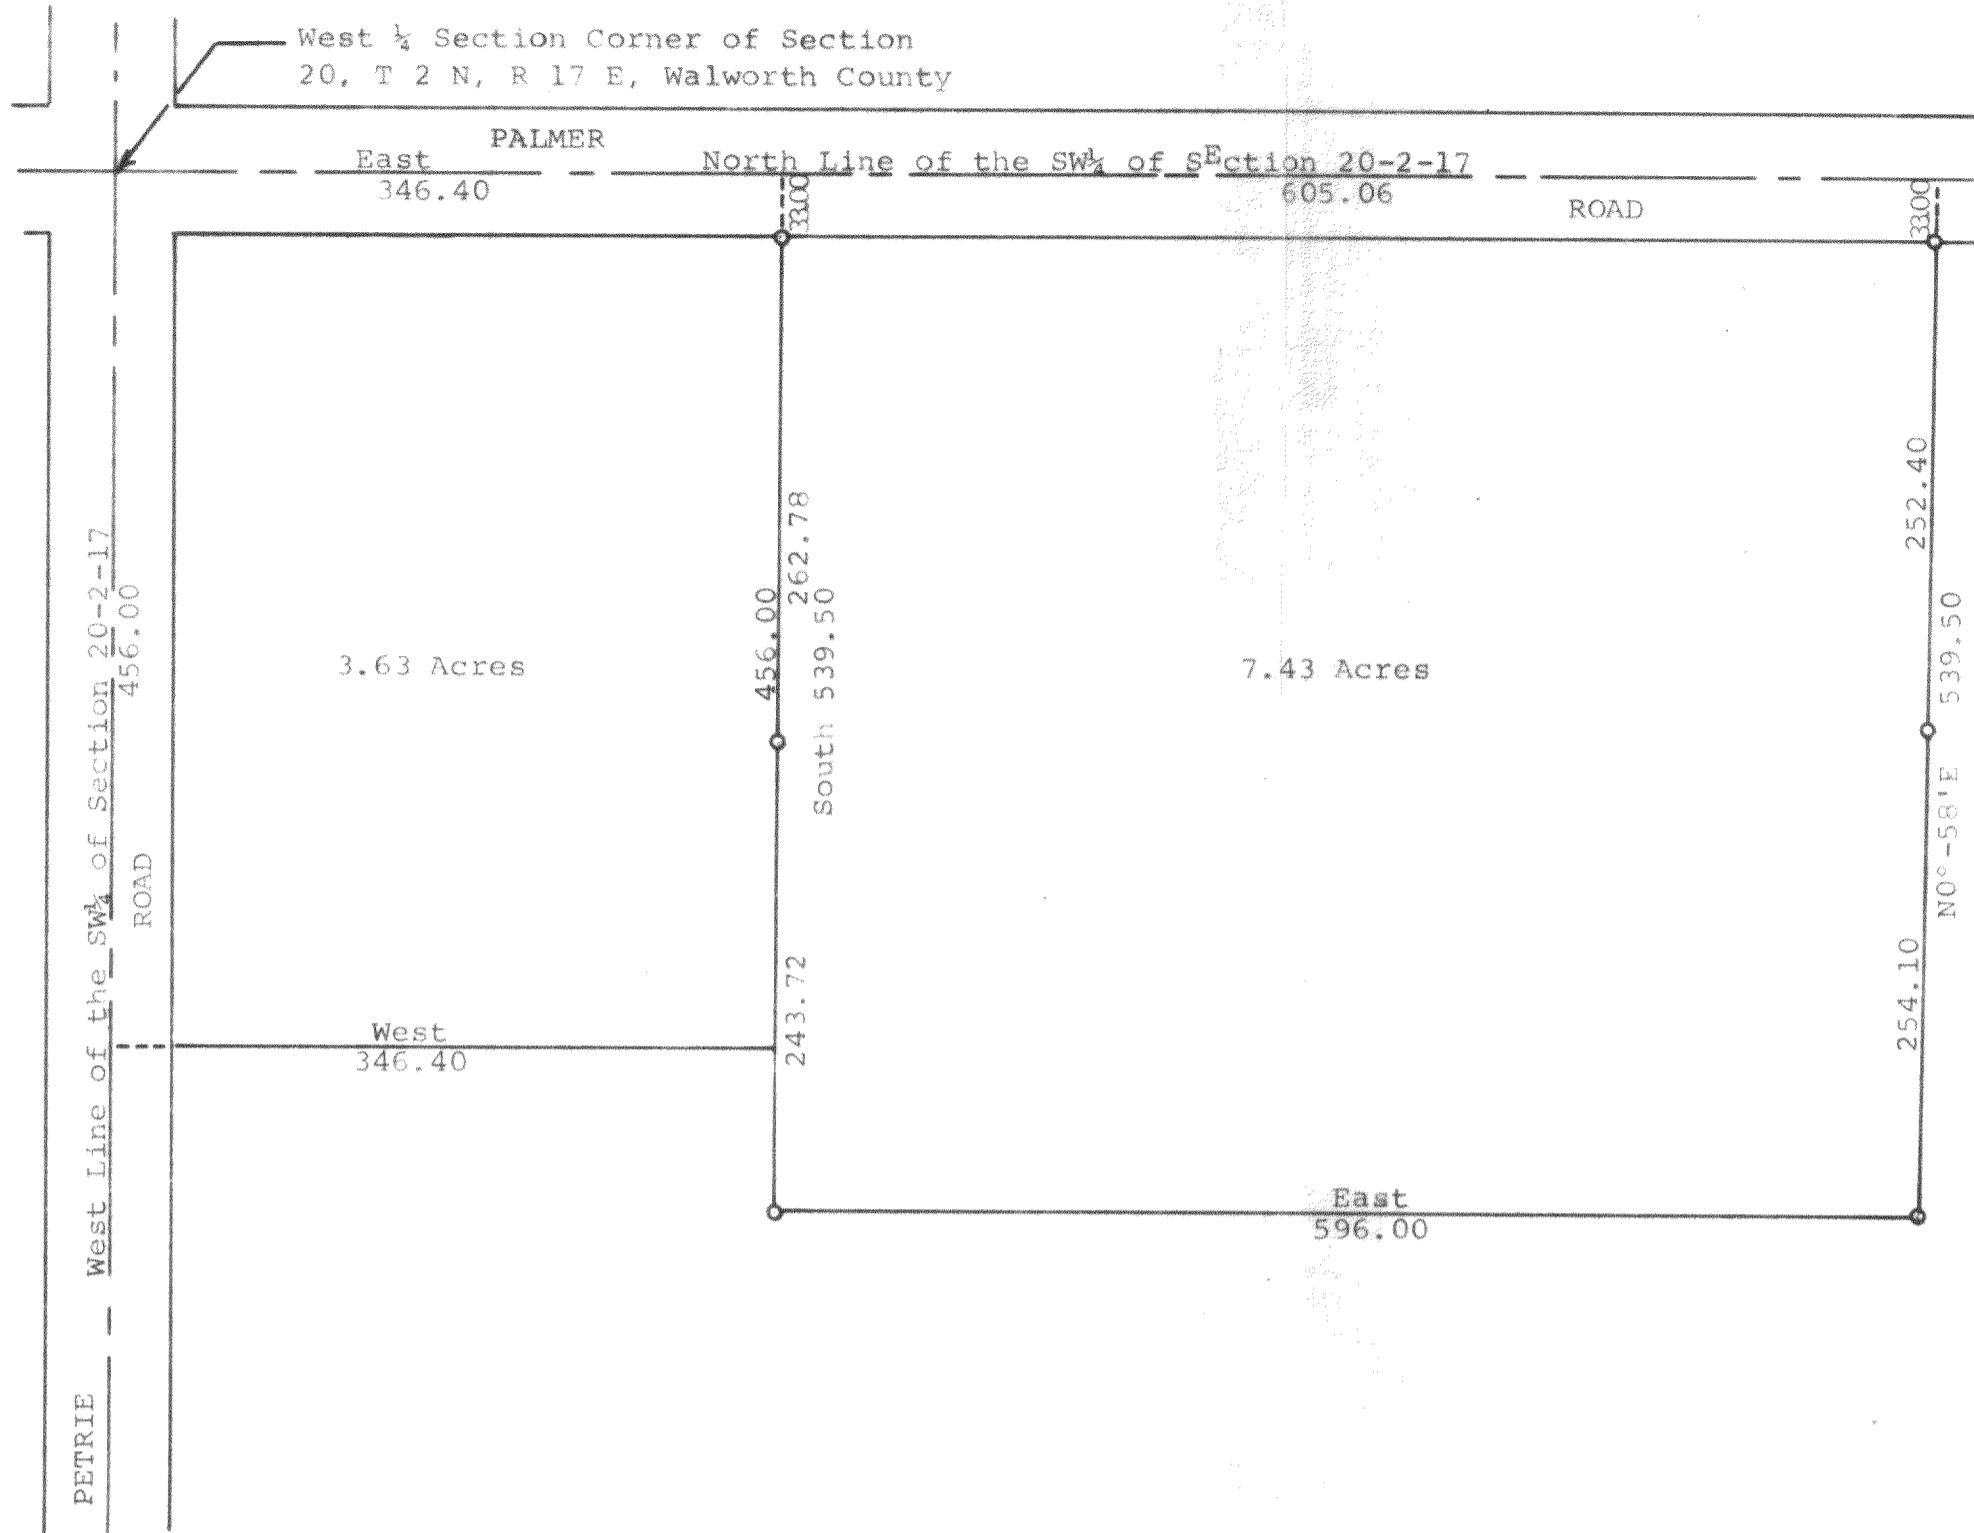 West ¼ Section Corner of Section
20, T 2 N, R 17 E, Walworth County
PALMER
East
346.40
North Line of the SW¼ of SEction 20-2-17
605.06
ROAD
33.00
33.00
West Line of the SW¼ of Section 20-2-17
456.00
ROAD
PETRIE
3.63 Acres
456.00
262.78
South 539.50
243.72
7.43 Acres
252.40
N0°-58'E 539.50
254.10
West
346.40
East
596.00